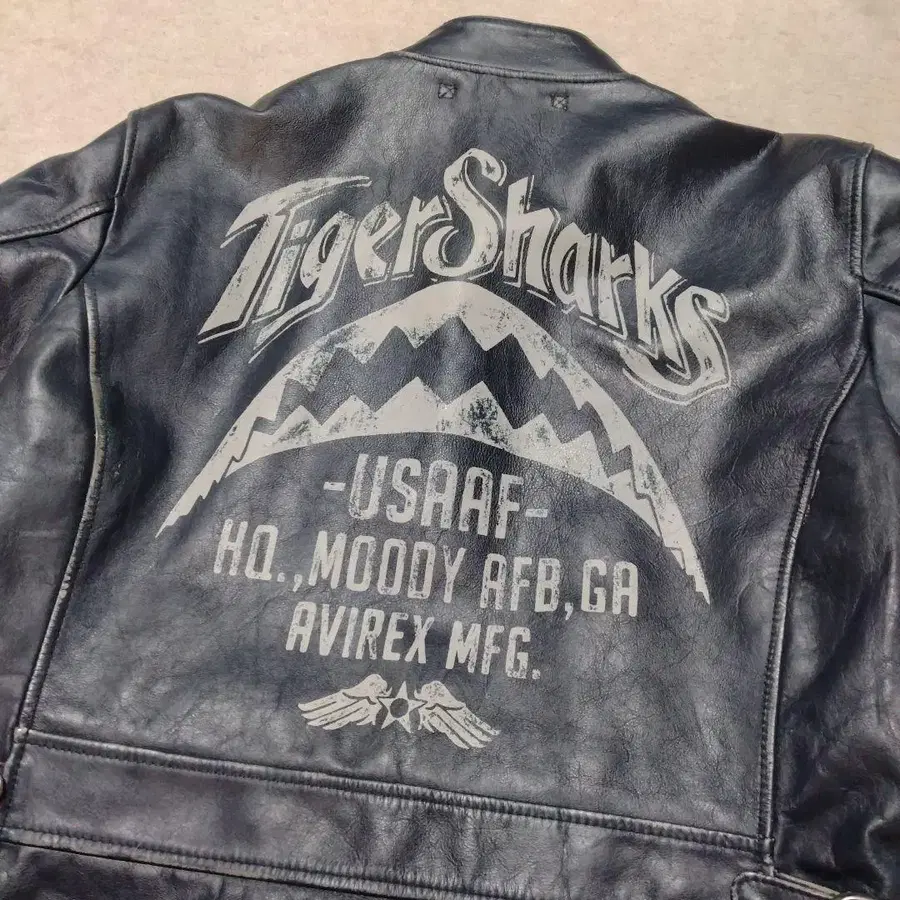 TigerSharks
-USAAF-
HQ.,MOODY AFB,GA
AVIREX MFG.